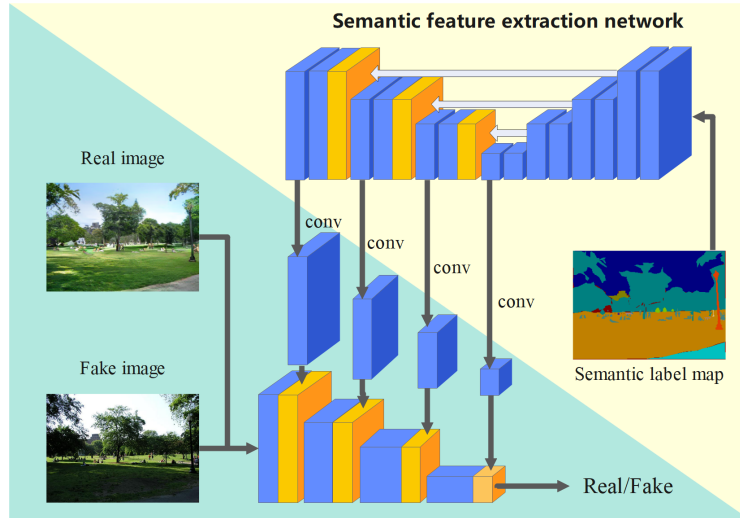 Semantic feature extraction network
Real image
conv
conv
conv
conv
Fake image
Semantic label map
Real/Fake